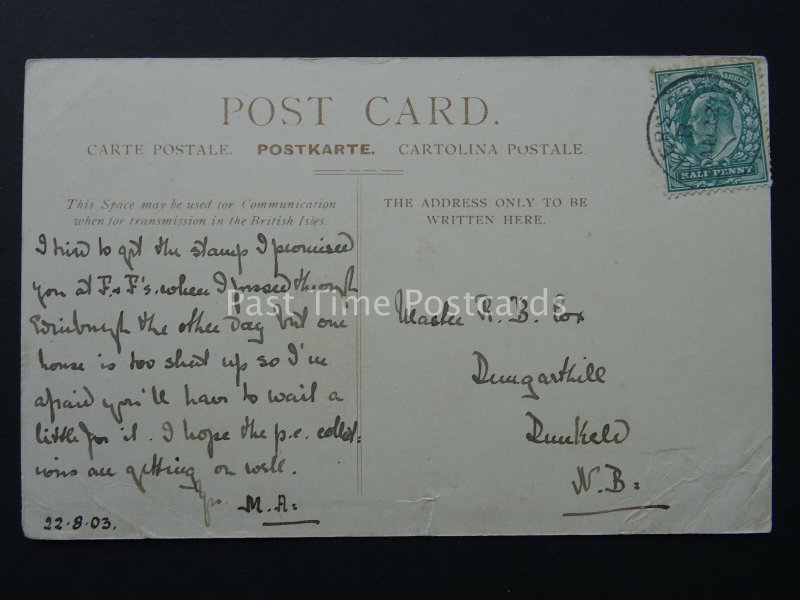 POST CARD.
CARTE POSTALE. POSTKARTE. CARTOLINA POSTALE.
This Space may be used for Communication
when for transmission in the British Isles.
THE ADDRESS ONLY TO BE
WRITTEN HERE.
HALF PENNY
I tried to get the stamp I promised
you at F. & F's. when I passed through
Edinburgh the other day but one
house is too shut up so I'm
afraid you'll have to wait a
little for it. I hope the p.c. collect-
ions are getting on well.
Yrs. M.A:
22.8.03.
Past Time Postcards
Master R. B. Cox
Dungarthill
Dunkeld
N.B: